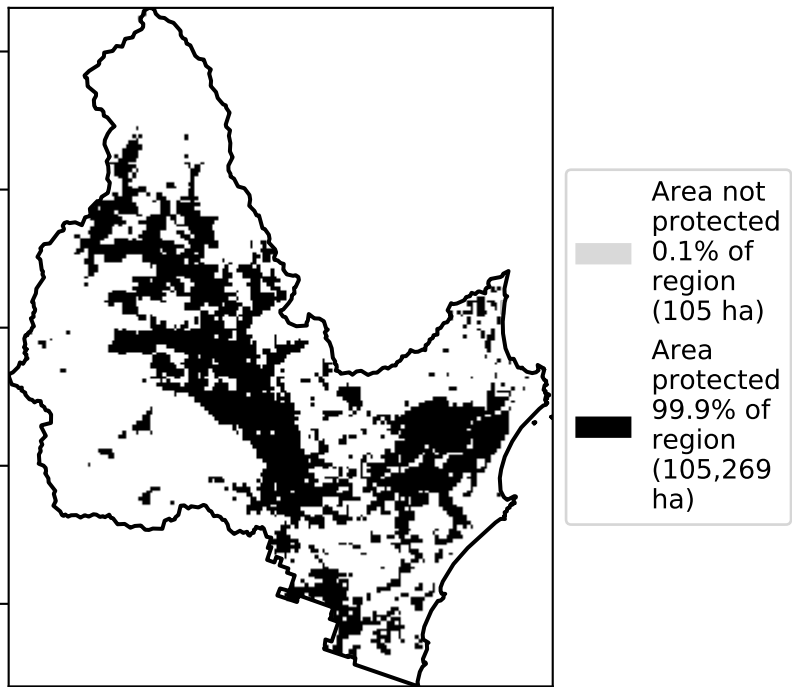 Area not
protected
0.1% of
region
(105 ha)
Area
protected
99.9% of
region
(105,269
ha)